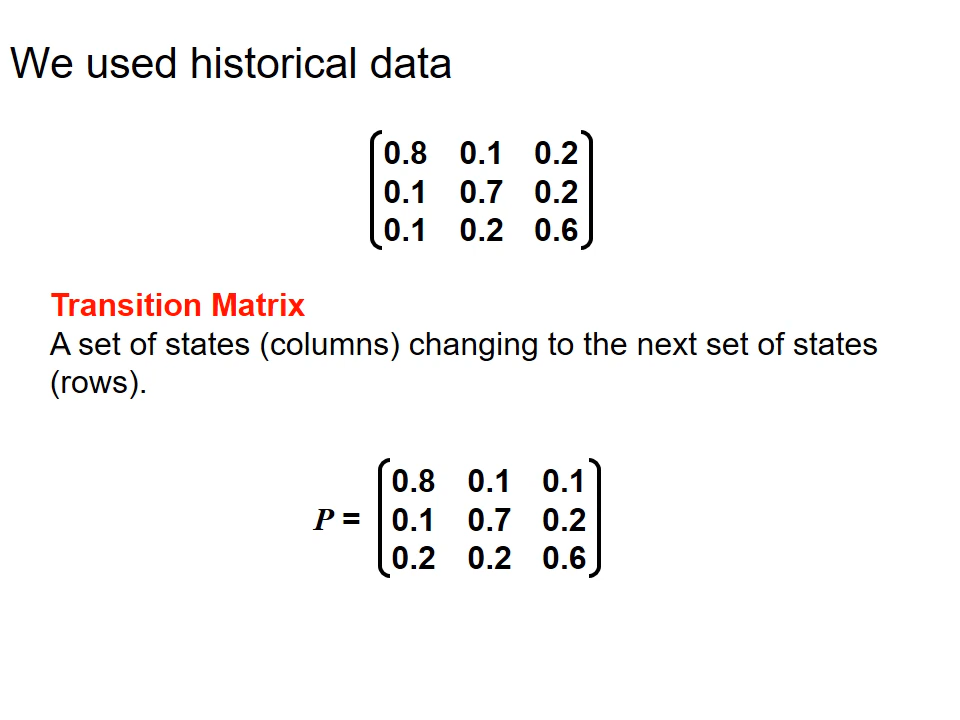 We used historical data
0.8 0.1 0.2
0.1 0.7 0.2
0.1 0.2 0.6
Transition Matrix
A set of states (columns) changing to the next set of states
(rows).
0.8 0.1 0.1
P = 0.1 0.7 0.2
0.2 0.2 0.6